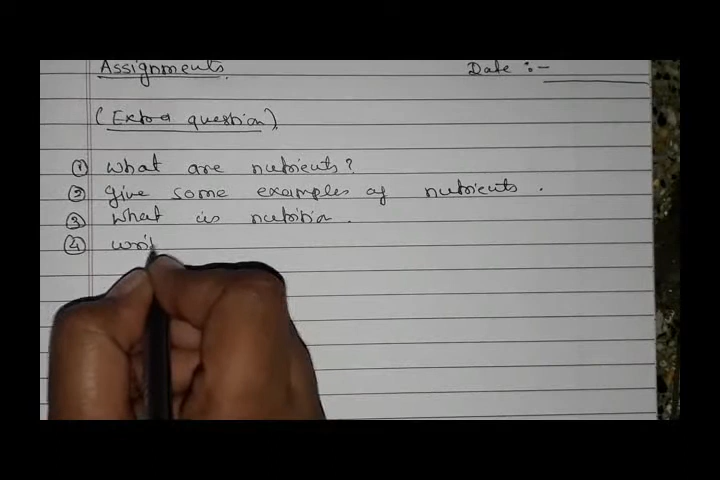 Assignments. Date :-
(Extra question)
① What are nutrients?
② Give some examples of nutrients.
③ What is nutrition.
④ writ